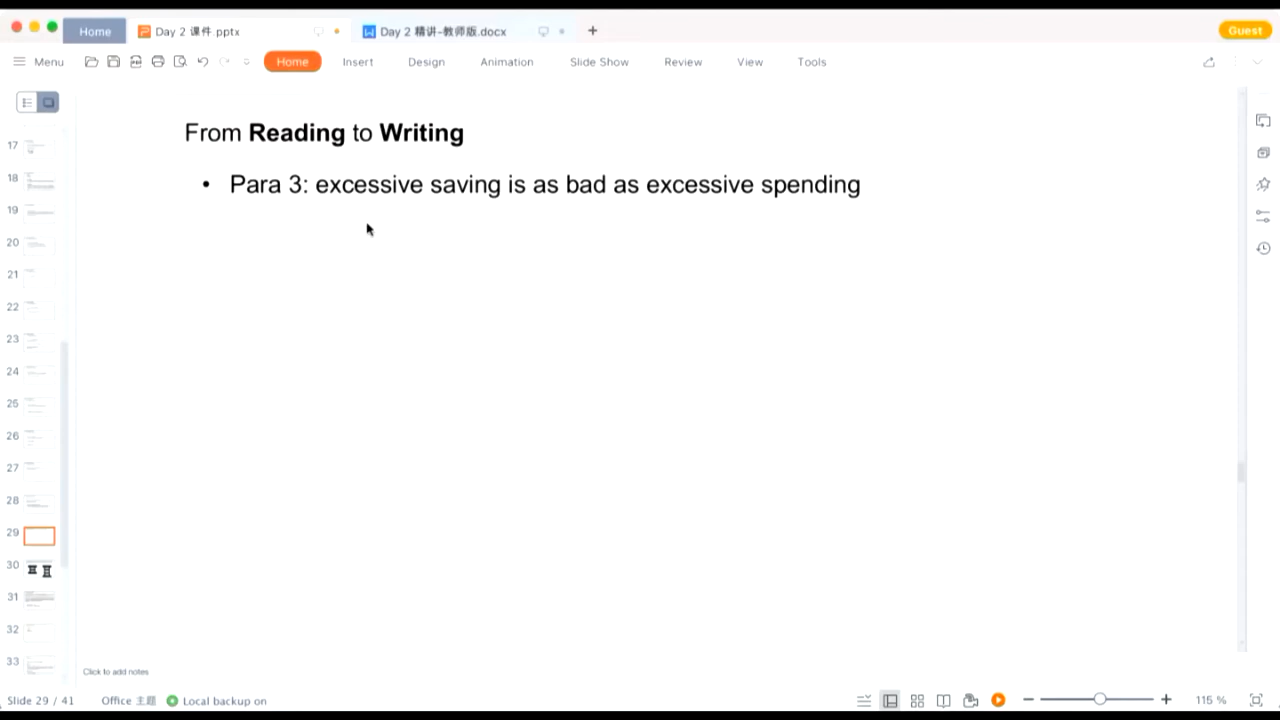 Home
Day 2 课件.pptx
Day 2 精讲-教师版.docx
Guest
Menu
Home
Insert
Design
Animation
Slide Show
Review
View
Tools
17
18
19
20
21
22
23
24
25
26
27
28
29
30
31
32
33
From Reading to Writing
• Para 3: excessive saving is as bad as excessive spending
Click to add notes
Slide 29 / 41
Office 主题
Local backup on
115 %